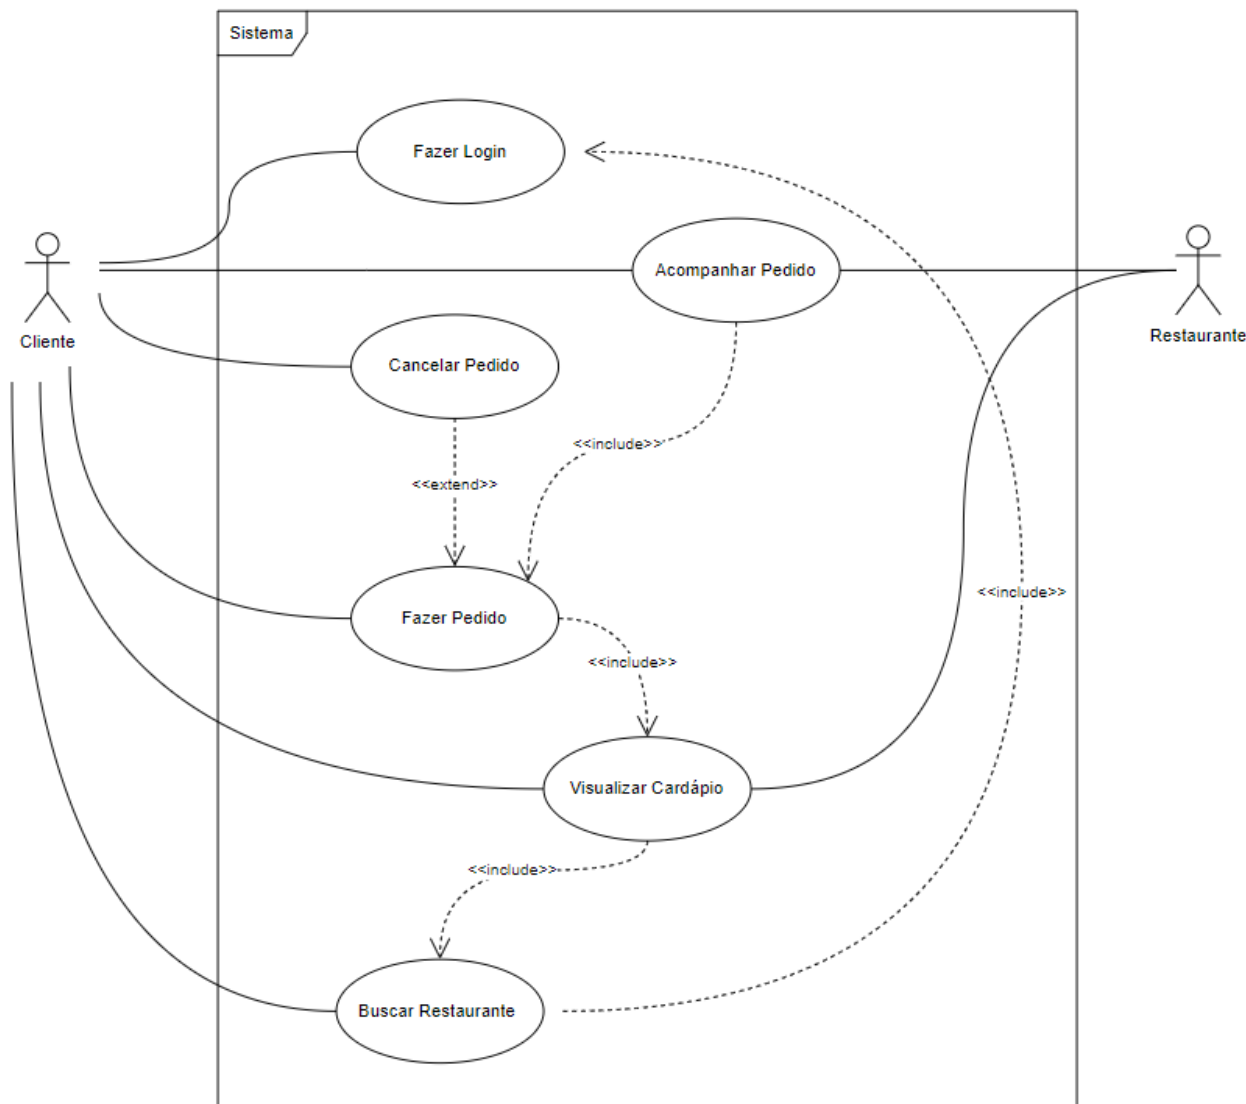 Sistema
Fazer Login
Acompanhar Pedido
Cliente
Restaurante
Cancelar Pedido
<<include>>
<<extend>>
<<include>>
Fazer Pedido
<<include>>
Visualizar Cardápio
<<include>>
Buscar Restaurante